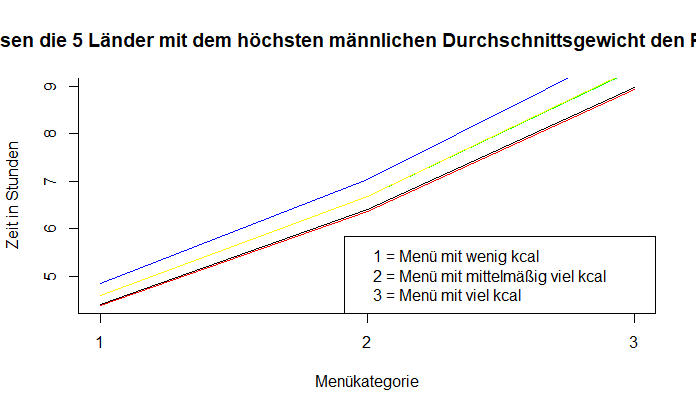 sen die 5 Länder mit dem höchsten männlichen Durchschnittsgewicht den F
Zeit in Stunden
9
8
7
6
5
1 = Menü mit wenig kcal
2 = Menü mit mittelmäßig viel kcal
3 = Menü mit viel kcal
1 2 3
Menükategorie